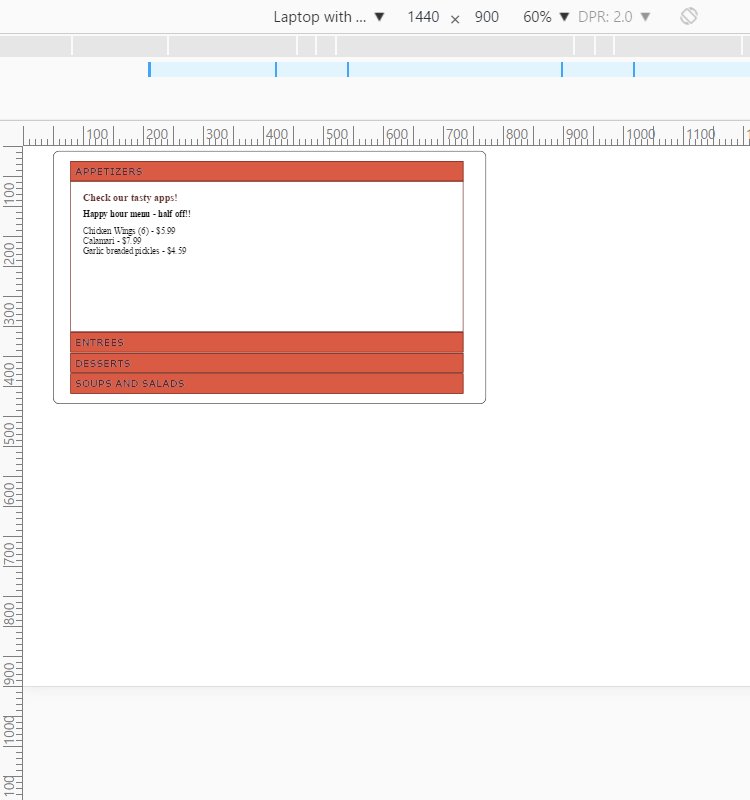 Laptop with ... ▼ 1440 × 900 60% ▼ DPR: 2.0 ▼
100 200 300 400 500 600 700 800 900 1000 1100
APPETIZERS
Check our tasty apps!
Happy hour menu - half off!!
Chicken Wings (6) - $5.99
Calamari - $7.99
Garlic breaded pickles - $4.59
ENTREES
DESSERTS
SOUPS AND SALADS
100
200
300
400
500
600
700
800
900
1000